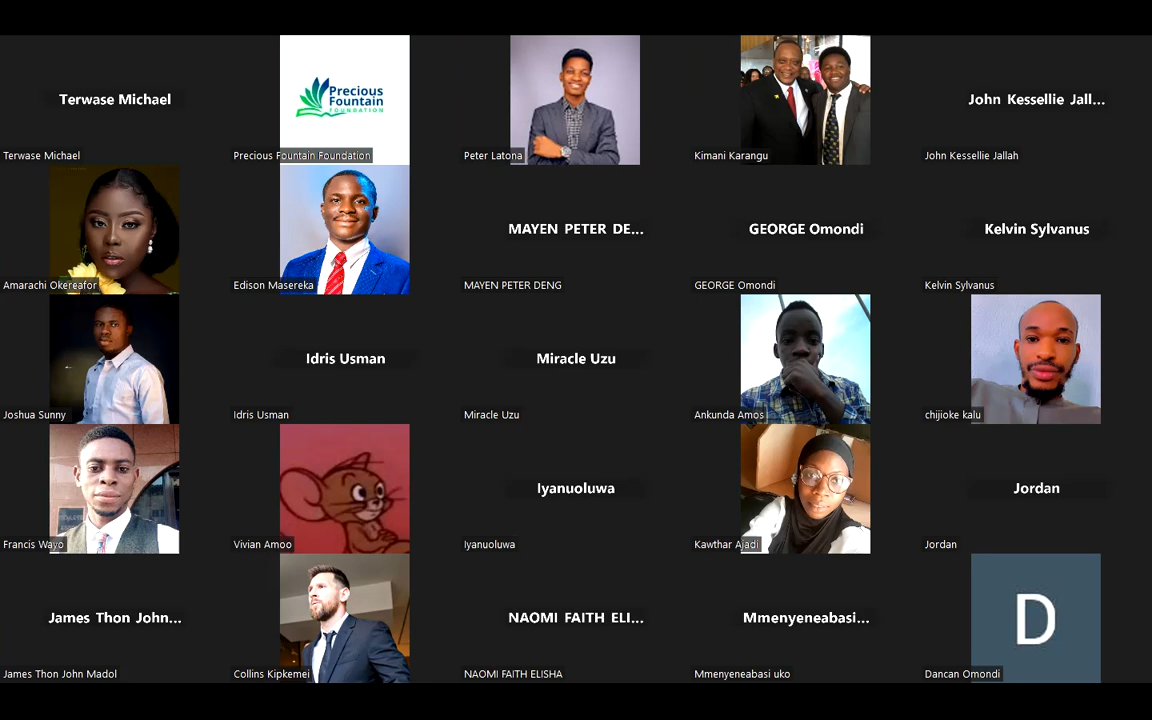 Terwase Michael
Terwase Michael
Precious
Fountain
FOUNDATION
Precious Fountain Foundation
Peter Latona
Kimani Karangu
John Kessellie Jall...
John Kessellie Jallah
Amarachi Okereafor
Edison Masereka
MAYEN PETER DE...
MAYEN PETER DENG
GEORGE Omondi
GEORGE Omondi
Kelvin Sylvanus
Kelvin Sylvanus
Joshua Sunny
Idris Usman
Idris Usman
Miracle Uzu
Miracle Uzu
Ankunda Amos
chijioke kalu
Francis Wayo
Vivian Amoo
Iyanuoluwa
Iyanuoluwa
Kawthar Ajadi
Jordan
Jordan
James Thon John...
James Thon John Madol
Collins Kipkemei
NAOMI FAITH ELI...
NAOMI FAITH ELISHA
Mmenyeneabasi...
Mmenyeneabasi uko
D
Dancan Omondi